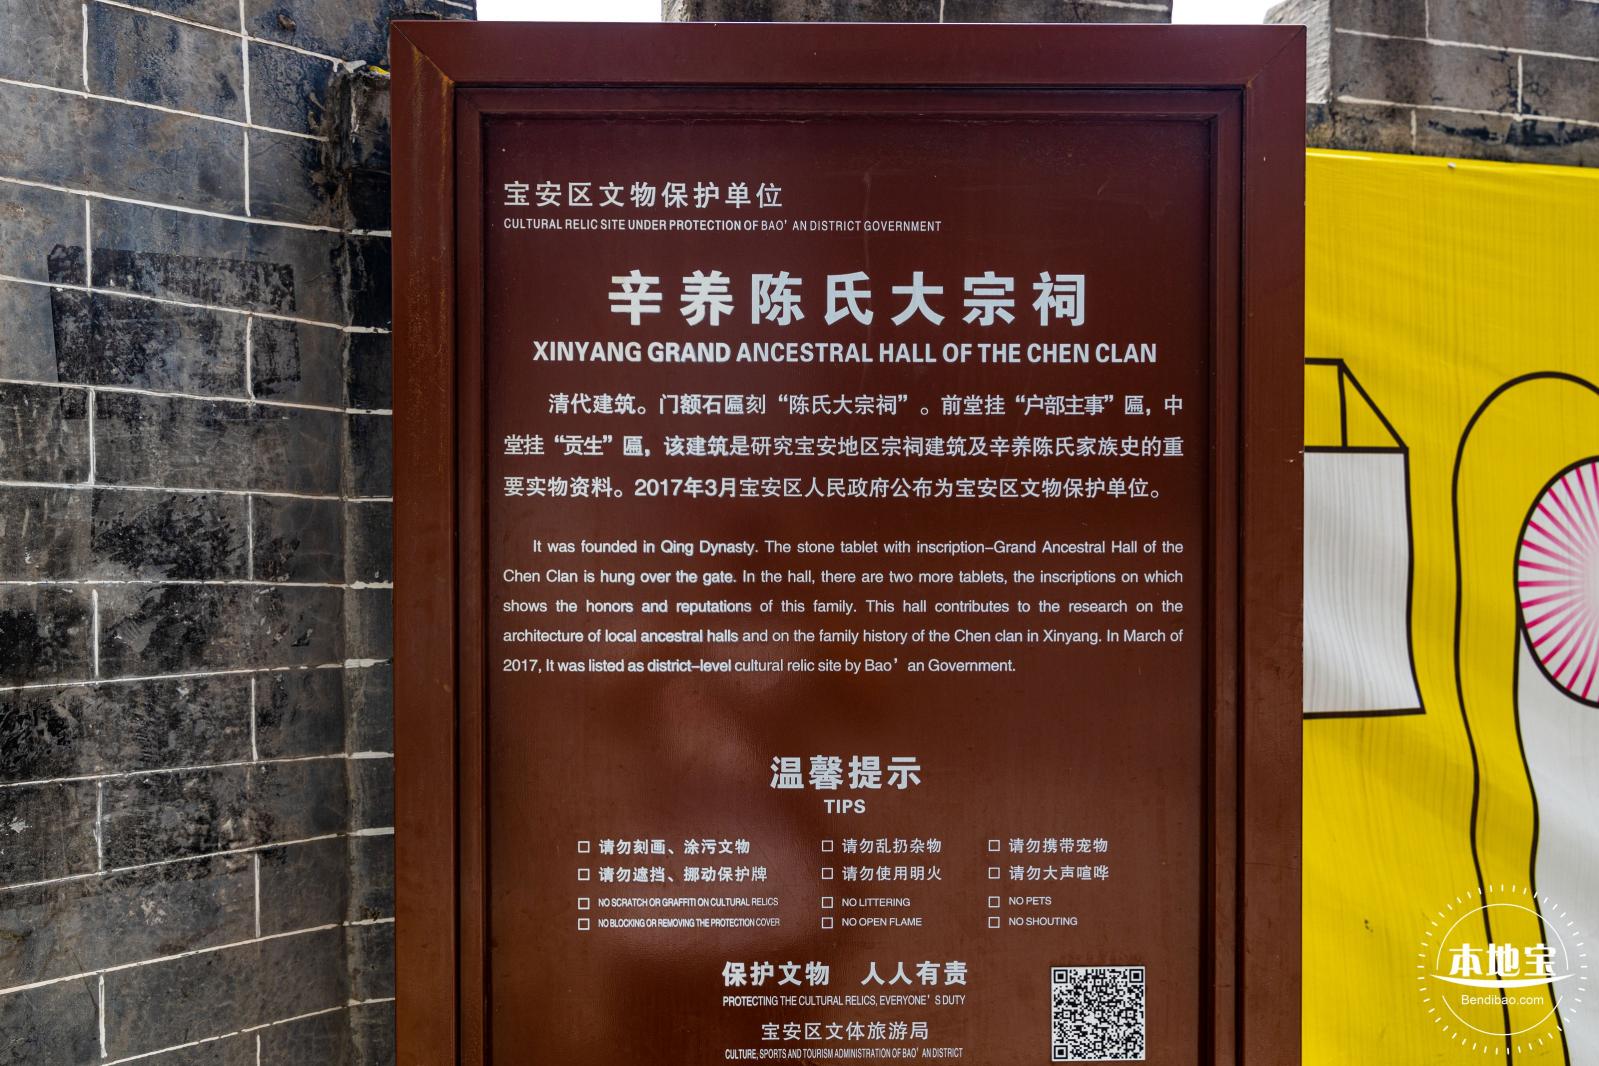 宝安区文物保护单位
CULTURAL RELIC SITE UNDER PROTECTION OF BAO' AN DISTRICT GOVERNMENT
辛养陈氏大宗祠
XINYANG GRAND ANCESTRAL HALL OF THE CHEN CLAN
清代建筑。门额石匾刻“陈氏大宗祠”。前堂挂“户部主事”匾，中
堂挂“贡生”匾，该建筑是研究宝安地区宗祠建筑及辛养陈氏家族史的重
要实物资料。2017年3月宝安区人民政府公布为宝安区文物保护单位。
It was founded in Qing Dynasty. The stone tablet with inscription-Grand Ancestral Hall of the
Chen Clan is hung over the gate. In the hall, there are two more tablets, the inscriptions on which
shows the honors and reputations of this family. This hall contributes to the research on the
architecture of local ancestral halls and on the family history of the Chen clan in Xinyang. In March of
2017, It was listed as district-level cultural relic site by Bao' an Government.
温馨提示
TIPS
□ 请勿刻画、涂污文物 □ 请勿乱扔杂物 □ 请勿携带宠物
□ 请勿遮挡、挪动保护牌 □ 请勿使用明火 □ 请勿大声喧哗
□ NO SCRATCH OR GRAFFITI ON CULTURAL RELICS □ NO LITTERING □ NO PETS
□ NO BLOCKING OR REMOVING THE PROTECTION COVER □ NO OPEN FLAME □ NO SHOUTING
保护文物 人人有责
PROTECTING THE CULTURAL RELICS, EVERYONE' S DUTY
宝安区文体旅游局
CULTURE, SPORTS AND TOURISM ADMINISTRATION OF BAO' AN DISTRICT
本地宝
Bendibao.com